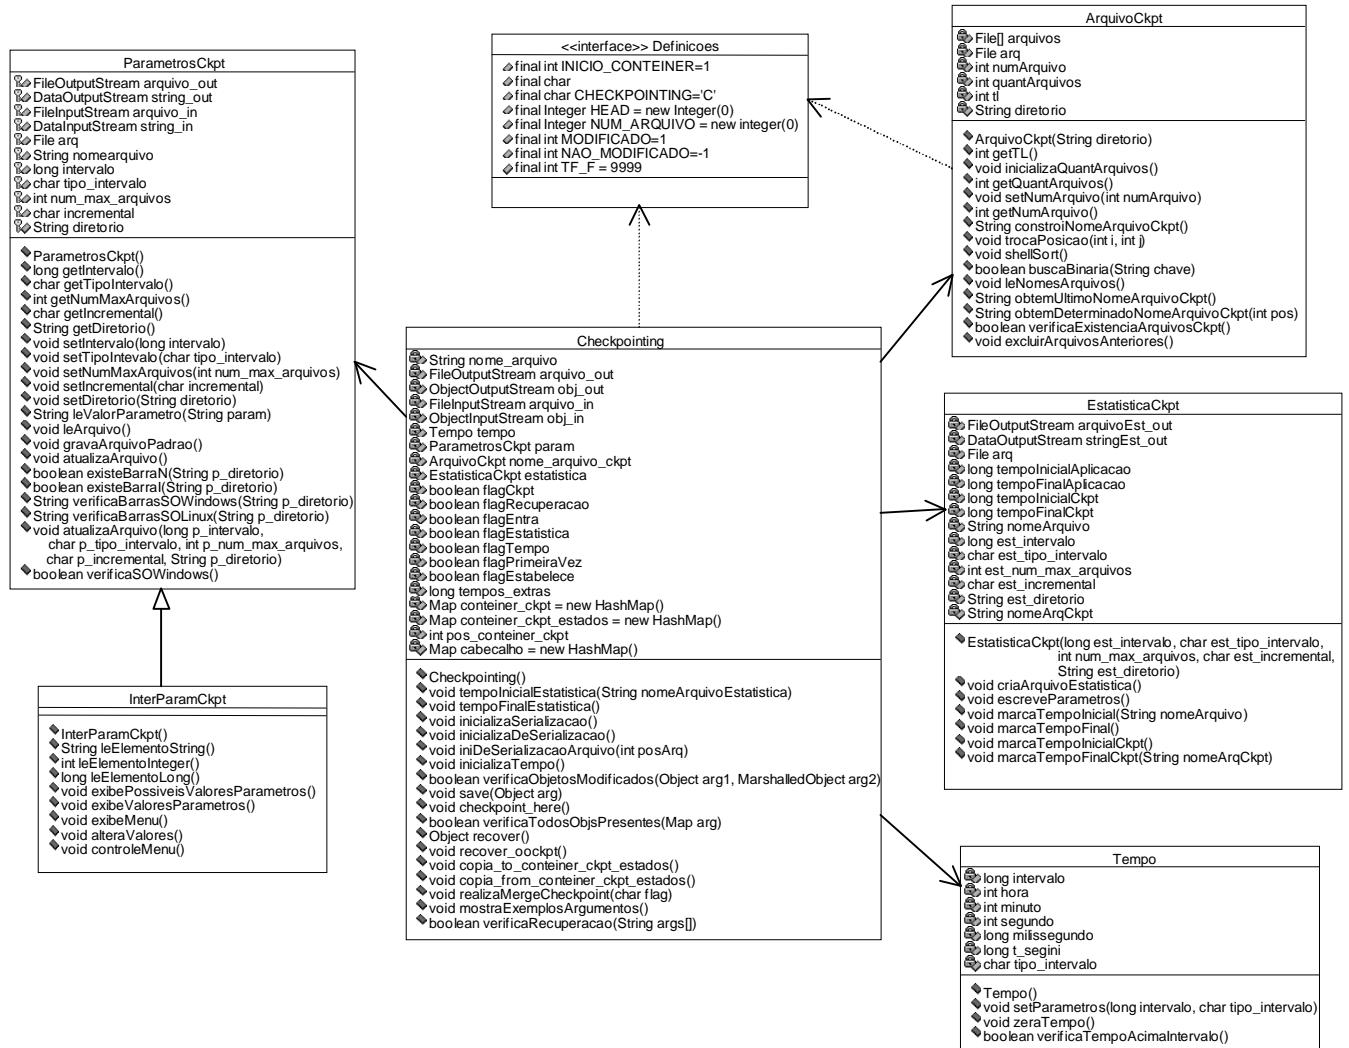 ParametrosCkpt
FileOutputStream arquivo_out
DataOutputStream string_out
FileInputStream arquivo_in
DataInputStream string_in
File arq
String nomearquivo
long intervalo
char tipo_intervalo
int num_max_arquivos
char incremental
String diretorio
ParametrosCkpt()
long getIntervalo()
char getTipoIntervalo()
int getNumMaxArquivos()
char getIncremental()
String getDiretorio()
void setIntervalo(long intervalo)
void setTipoIntevalo(char tipo_intervalo)
void setNumMaxArquivos(int num_max_arquivos)
void setIncremental(char incremental)
void setDiretorio(String diretorio)
String leValorParametro(String param)
void leArquivo()
void gravaArquivoPadrao()
void atualizaArquivo()
boolean existeBarraN(String p_diretorio)
boolean existeBarraI(String p_diretorio)
String verificaBarrasSOWindows(String p_diretorio)
String verificaBarrasSOLinux(String p_diretorio)
void atualizaArquivo(long p_intervalo,
char p_tipo_intervalo, int p_num_max_arquivos,
char p_incremental, String p_diretorio)
boolean verificaSOWindows()
InterParamCkpt
InterParamCkpt()
String leElementoString()
int leElementoInteger()
long leElementoLong()
void exibePossiveisValoresParametros()
void exibeValoresParametros()
void exibeMenu()
void alteraValores()
void controleMenu()
<<interface>> Definicoes
final int INICIO_CONTEINER=1
final char
final char CHECKPOINTING='C'
final Integer HEAD = new Integer(0)
final Integer NUM_ARQUIVO = new integer(0)
final int MODIFICADO=1
final int NAO_MODIFICADO=-1
final int TF_F = 9999
Checkpointing
String nome_arquivo
FileOutputStream arquivo_out
ObjectOutputStream obj_out
FileInputStream arquivo_in
ObjectInputStream obj_in
Tempo tempo
ParametrosCkpt param
ArquivoCkpt nome_arquivo_ckpt
EstatisticaCkpt estatistica
boolean flagCkpt
boolean flagRecuperacao
boolean flagEntra
boolean flagEstatistica
boolean flagTempo
boolean flagPrimeiraVez
boolean flagEstabelece
long tempos_extras
Map conteiner_ckpt = new HashMap()
Map conteiner_ckpt_estados = new HashMap()
int pos_conteiner_ckpt
Map cabecalho = new HashMap()
Checkpointing()
void tempoInicialEstatistica(String nomeArquivoEstatistica)
void tempoFinalEstatistica()
void inicializaSerializacao()
void inicializaDeSerializacao()
void iniDeSerializacaoArquivo(int posArq)
void inicializaTempo()
boolean verificaObjetosModificados(Object arg1, MarshalledObject arg2)
void save(Object arg)
void checkpoint_here()
boolean verificaTodosObjsPresentes(Map arg)
Object recover()
void recover_oockpt()
void copia_to_conteiner_ckpt_estados()
void copia_from_conteiner_ckpt_estados()
void realizaMergeCheckpoint(char flag)
void mostraExemplosArgumentos()
boolean verificaRecuperacao(String args[])
ArquivoCkpt
File[] arquivos
File arq
int numArquivo
int quantArquivos
int tl
String diretorio
ArquivoCkpt(String diretorio)
int getTL()
void inicializaQuantArquivos()
int getQuantArquivos()
void setNumArquivo(int numArquivo)
int getNumArquivo()
String constroiNomeArquivoCkpt()
void trocaPosicao(int i, int j)
void shellSort()
boolean buscaBinaria(String chave)
void leNomesArquivos()
String obtemUltimoNomeArquivoCkpt()
String obtemDeterminadoNomeArquivoCkpt(int pos)
boolean verificaExistenciaArquivosCkpt()
void excluirArquivosAnteriores()
EstatisticaCkpt
FileOutputStream arquivoEst_out
DataOutputStream stringEst_out
File arq
long tempoInicialAplicacao
long tempoFinalAplicacao
long tempoInicialCkpt
long tempoFinalCkpt
String nomeArquivo
long est_intervalo
char est_tipo_intervalo
int est_num_max_arquivos
char est_incremental
String est_diretorio
String nomeArqCkpt
EstatisticaCkpt(long est_intervalo, char est_tipo_intervalo,
int num_max_arquivos, char est_incremental,
String est_diretorio)
void criaArquivoEstatistica()
void escreveParametros()
void marcaTempoInicial(String nomeArquivo)
void marcaTempoFinal()
void marcaTempoInicialCkpt()
void marcaTempoFinalCkpt(String nomeArqCkpt)
Tempo
long intervalo
int hora
int minuto
int segundo
long milissegundo
long t_segini
char tipo_intervalo
Tempo()
void setParametros(long intervalo, char tipo_intervalo)
void zeraTempo()
boolean verificaTempoAcimaIntervalo()